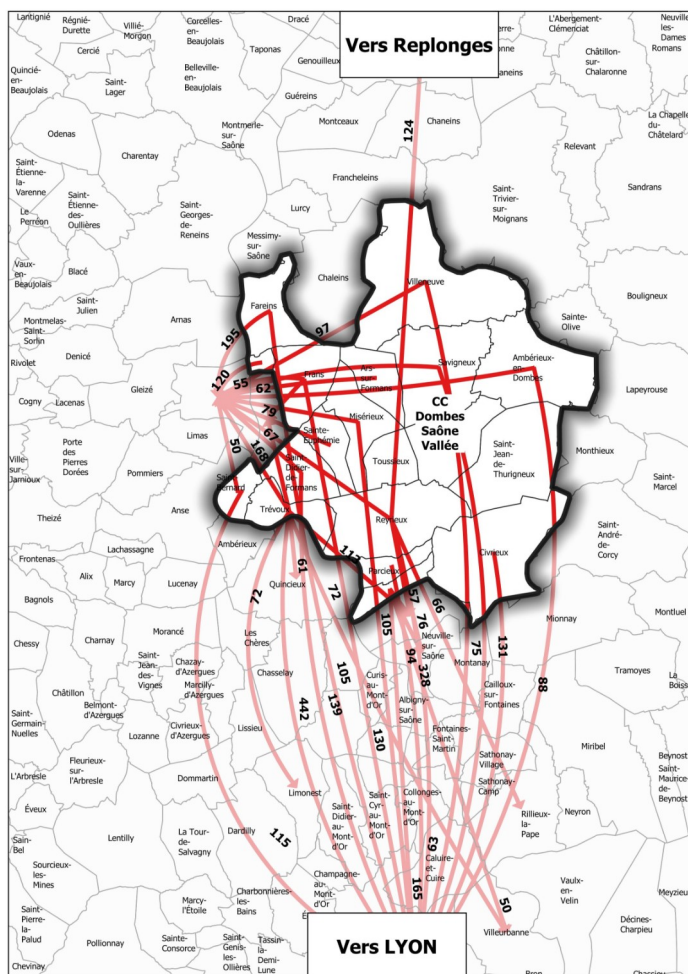 Lantignié
Régnié-
Durette
Villié-
Morgon
Corcelles-
en-
Beaujolais
Dracé
Taponas
Cercié
Genouilleux
Quincié-
en-
Beaujolais
Saint-
Lager
Belleville-
en-
Beaujolais
Guéreins
Vers Replonges
L'Abergement-
Clémenciat
Neuville-
les-
Dames
Romans
Châtillon-
sur-
Chalaronne
Montmerle-
sur-
Saône
Montceaux
Chaneins
124
La Chapelle
du-
Châtelard
Odenas
Charentay
Relevant
Saint-
Étienne-
la-
Varenne
Saint-
Étienne-
des-
Oullières
Francheleins
Saint-
Trivier-
sur-
Moignans
Sandrans
Le
Perréon
Saint-
Georges-
de-
Reneins
Lurcy
Messimy-
sur-
Saône
Vaux-
en-
Beaujolais
Blacé
Chaleins
Villeneuve
Bouligneux
Saint-
Julien
Fareins
Montmelas-
Saint-
Sorlin
Arnas
195
97
Sainte-
Olive
Rivolet
Denicé
Savigneux
Ambérieux-
en-
Dombes
120
55
62
Frans
Ars-
sur-
Formans
Cogny
Lacenas
Gleizé
Lapeyrouse
79
Misérieux
CC
Dombes
Saône
Vallée
67
Sainte-
Euphémie
Limas
50
168
Ville-
sur-
Jarnioux
Porte
des
Pierres
Dorées
Pommiers
Saint-
Didier-
de-
Formans
Toussieux
Saint-
Jean-
de-
Thurigneux
Monthieux
Saint-
Marcel
Saint-
Bernard
Anse
Theizé
Trévoux
Reyrieux
Saint-
André-
de-
Corcy
Ambérieux
Lachassagne
112
Civrieux
Frontenas
Alix
Marcy
Lucenay
61
Parcieux
Bagnols
Quincieux
72
72
57
66
105
76
Mionnay
Montluel
Chessy
Charnay
Morancé
Les
Chères
Neuville-
sur-
Saône
94
328
Montanay
75
131
Saint-
Jean-
des-
Vignes
Chazay-
d'Azergues
Marcilly-
d'Azergues
Chasselay
105
Curis-
au-
Mont-
d'Or
88
Tramoyes
La
Boisse
Châtillon
Cailloux-
sur-
Fontaines
Belmont-
d'Azergues
442
139
Albigny-
sur-
Saône
Saint-
Germain-
Nuelles
Civrieux-
d'Azergues
Lissieu
Fontaines-
Saint-
Martin
Lozanne
130
Miribel
Fleurieux-
sur-
l'Arbresle
Sathonay-
Village
Beynost
L'Arbresle
Dommartin
Sathonay-
Camp
Saint-
Maurice-
de-
Beynost
Limonest
Éveux
Saint-
Didier-
au-
Mont-
d'Or
Saint-
Cyr-
au-
Mont-
d'Or
Collonges-
au-
Mont-
d'Or
Rillieux-
la-
Pape
Neyron
Sain-
Bel
Lentilly
La Tour-
de-
Salvagny
Dardilly
115
63
Sourcieux-
les-
Mines
Caluire-
et-
Cuire
Champagne-
au-
Mont-
d'Or
165
Vaulx-
en-
Velin
Meyzieu
Marcy-
l'Étoile
Charbonnières-
les-
Bains
50
Saint-
Pierre-
la-
Palud
Pollionnay
Sainte-
Consorce
Saint-
Genis-
les-
Ollières
Tassin-
la-
Demi-
Lune
Vers LYON
Villeurbanne
Décines-
Charpieu
Chevinay
Bron